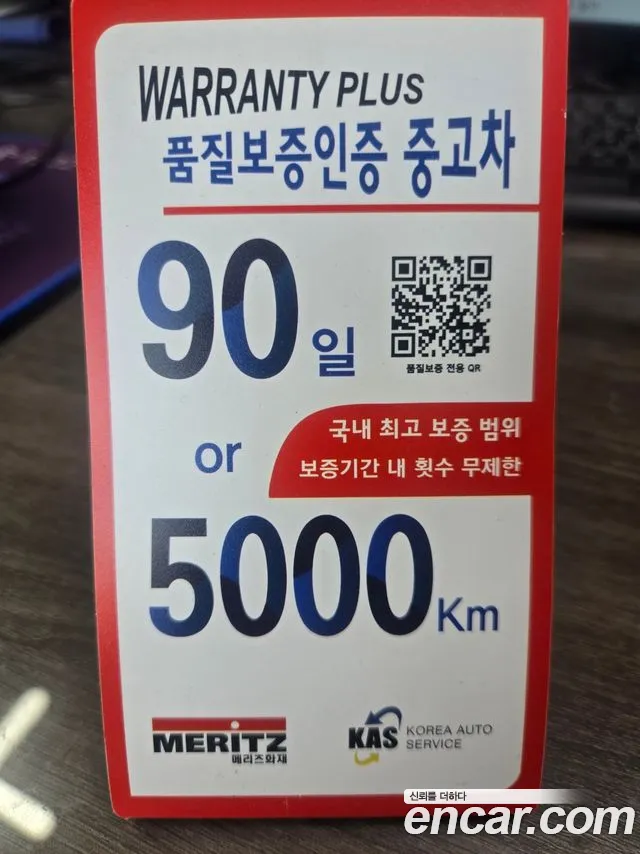 WARRANTY PLUS
품질보증인증 중고차
90일
품질보증 전용 QR
or
국내 최고 보증 범위
보증기간 내 횟수 무제한
5000Km
MERITZ
메리츠화재
KAS KOREA AUTO
SERVICE
신뢰를 더하다
encar.com